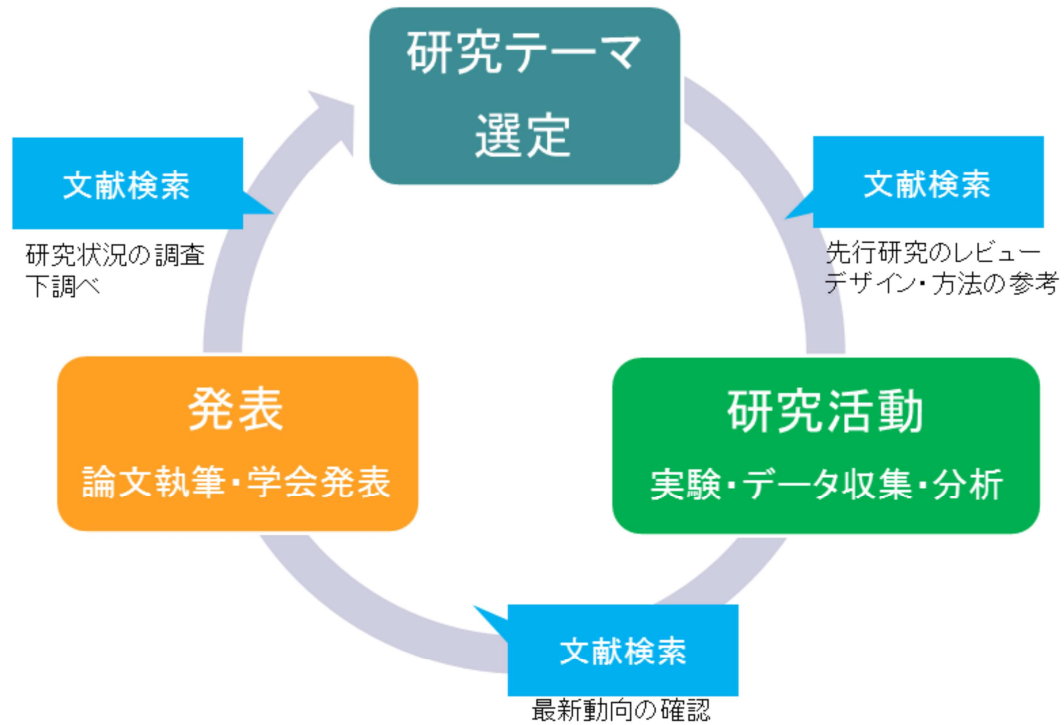 研究テーマ
選定
文献検索
研究状況の調査
下調べ
文献検索
先行研究のレビュー
デザイン・方法の参考
発表
論文執筆・学会発表
研究活動
実験・データ収集・分析
文献検索
最新動向の確認